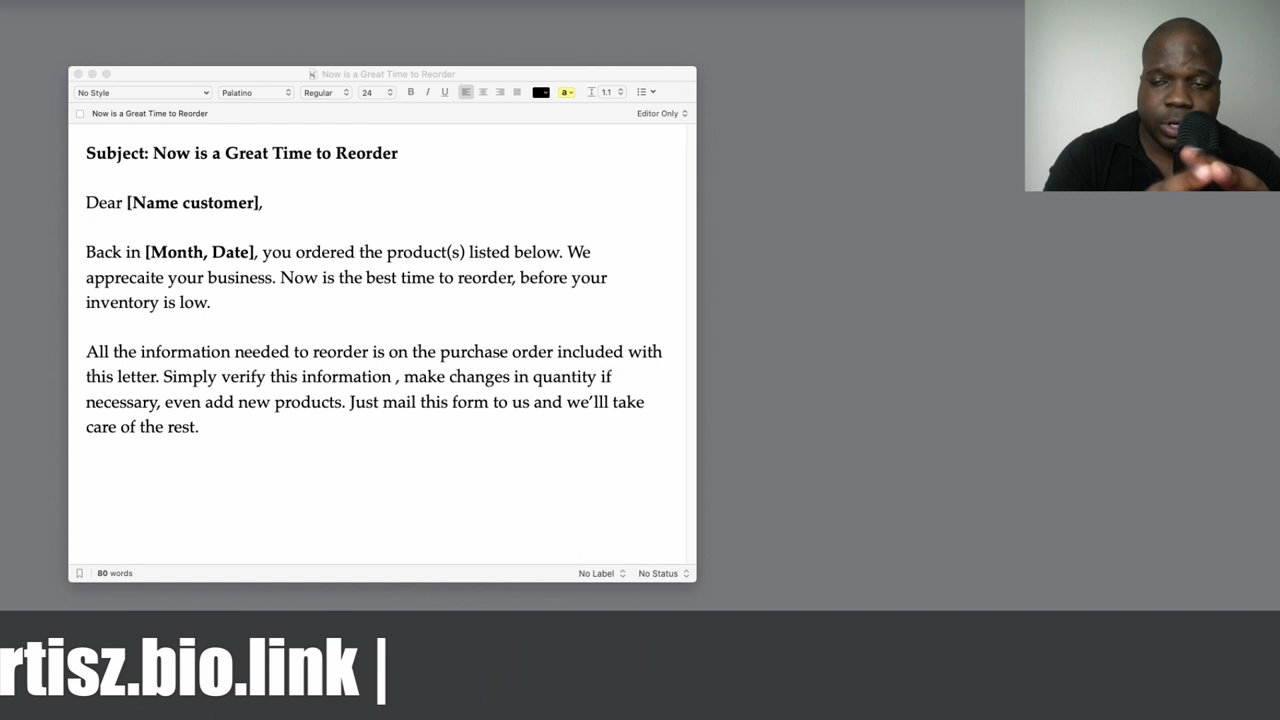 Now is a Great Time to Reorder
No Style Palatino Regular 24 B I U a 1.1
Now is a Great Time to Reorder Editor Only
Subject: Now is a Great Time to Reorder
Dear [Name customer],
Back in [Month, Date], you ordered the product(s) listed below. We
apprecaite your business. Now is the best time to reorder, before your
inventory is low.
All the information needed to reorder is on the purchase order included with
this letter. Simply verify this information , make changes in quantity if
necessary, even add new products. Just mail this form to us and we’lll take
care of the rest.
80 words No Label No Status
rtisz.bio.link |